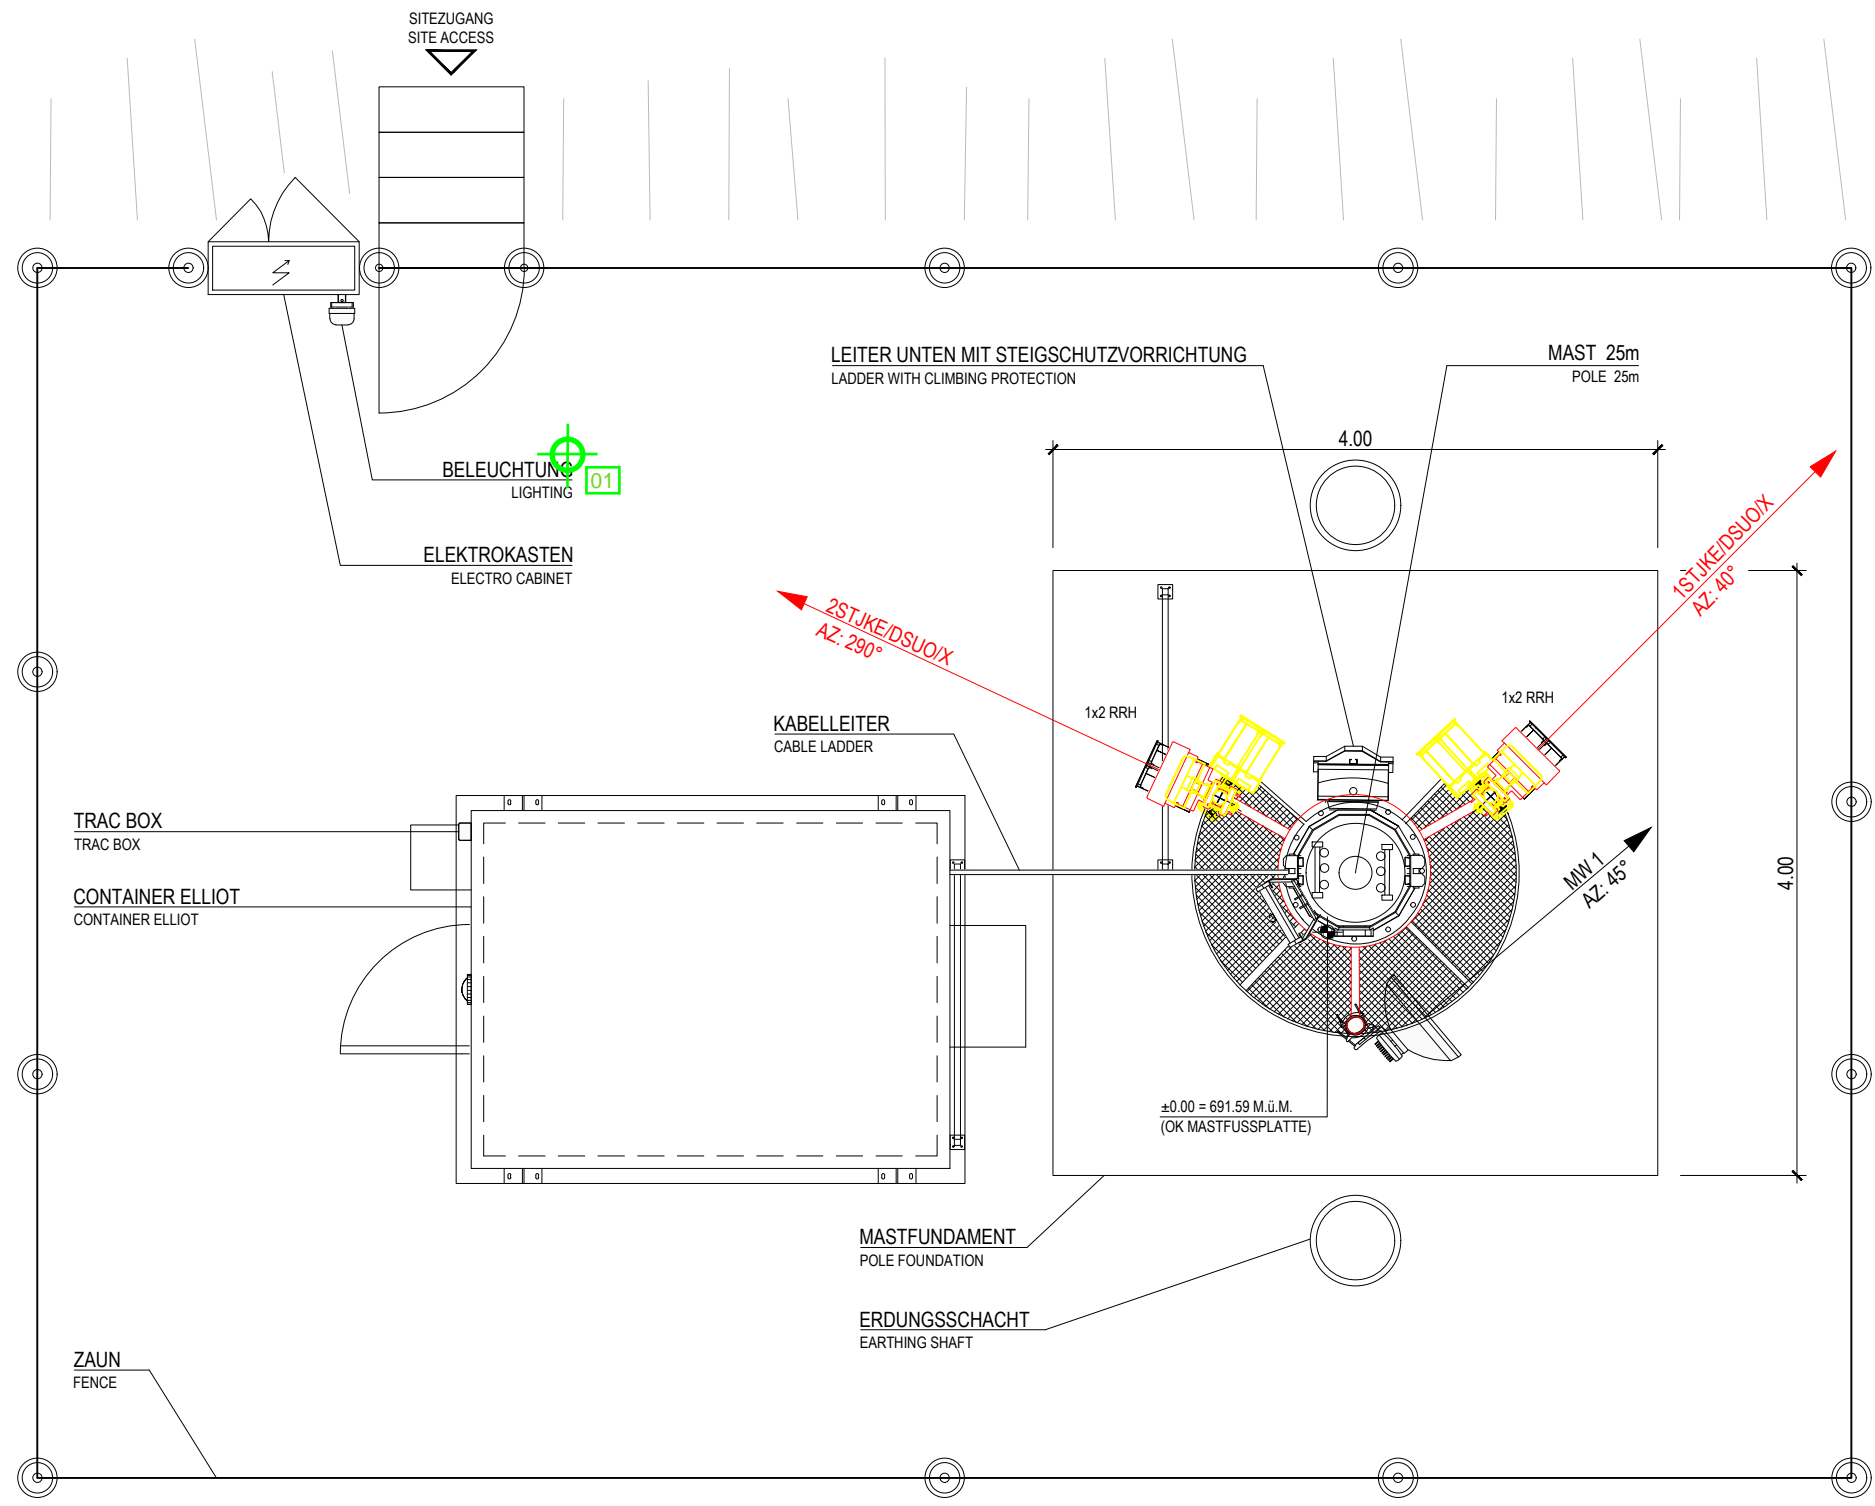 SITEZUGANG
SITE ACCESS
LEITER UNTEN MIT STEIGSCHUTZVORRICHTUNG
LADDER WITH CLIMBING PROTECTION
MAST 25m
POLE 25m
4.00
BELEUCHTUNG
LIGHTING
01
ELEKTROKASTEN
ELECTRO CABINET
1STJKE/DSUO/X
AZ: 40°
2STJKE/DSUO/X
AZ: 290°
1x2 RRH
1x2 RRH
KABELLEITER
CABLE LADDER
TRAC BOX
TRAC BOX
CONTAINER ELLIOT
CONTAINER ELLIOT
MW 1
AZ: 45°
4.00
±0.00 = 691.59 M.ü.M.
(OK MASTFUSSPLATTE)
MASTFUNDAMENT
POLE FOUNDATION
ERDUNGSSCHACHT
EARTHING SHAFT
ZAUN
FENCE